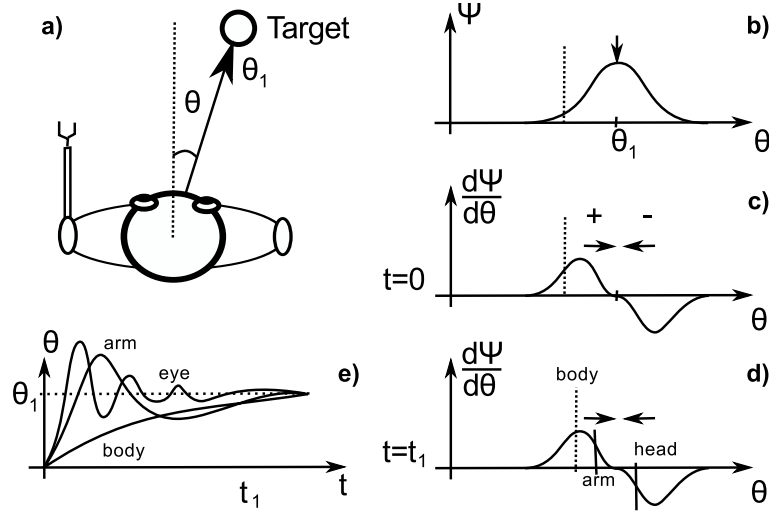 a)
Target
θ
θ₁
b)
Ψ
θ₁
θ
c)
dΨ
dθ
+ -
t=0
θ
d)
dΨ
dθ
body
head
t=t₁
arm
θ
e)
θ
arm
eye
θ₁
body
t₁
t